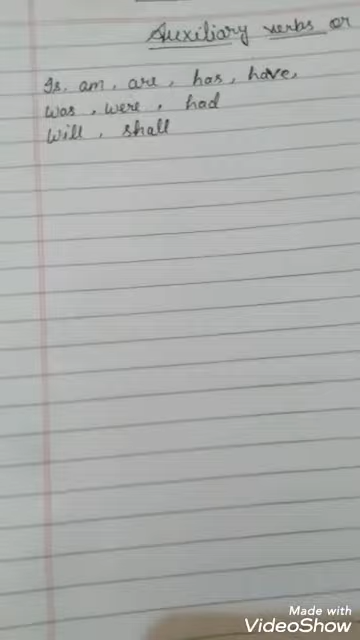 Auxiliary verbs or
Is, am, are, has, have,
was, were, had
will, shall
Made with
VideoShow